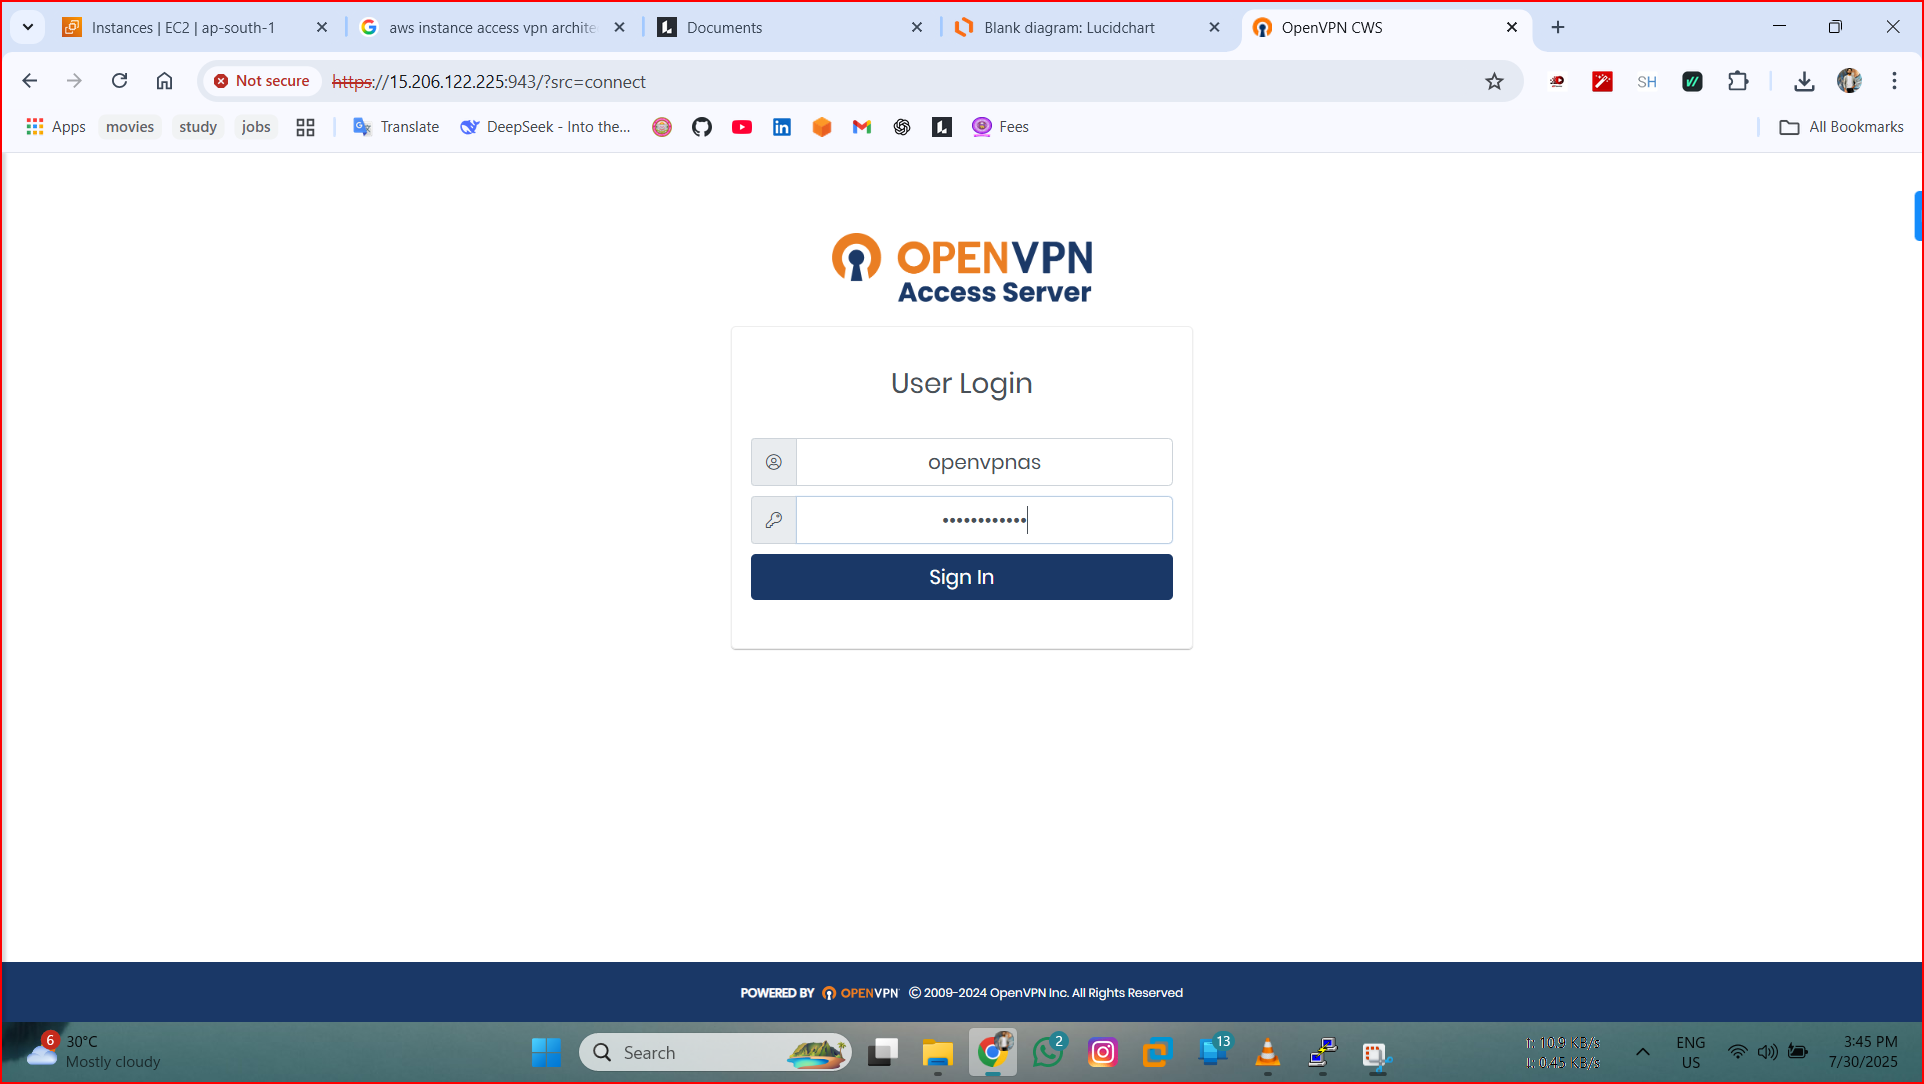 Instances | EC2 | ap-south-1
aws instance access vpn archite
Documents
Blank diagram: Lucidchart
OpenVPN CWS
Not secure
https://15.206.122.225:943/?src=connect
SH
Apps
movies
study
jobs
Translate
DeepSeek - Into the...
Fees
All Bookmarks
OPENVPN
Access Server
User Login
openvpnas
••••••••••••
Sign In
POWERED BY OPENVPN © 2009-2024 OpenVPN Inc. All Rights Reserved
6
30°C
Mostly cloudy
Search
2
13
10.9 KB/s
0.45 KB/s
ENG
US
3:45 PM
7/30/2025